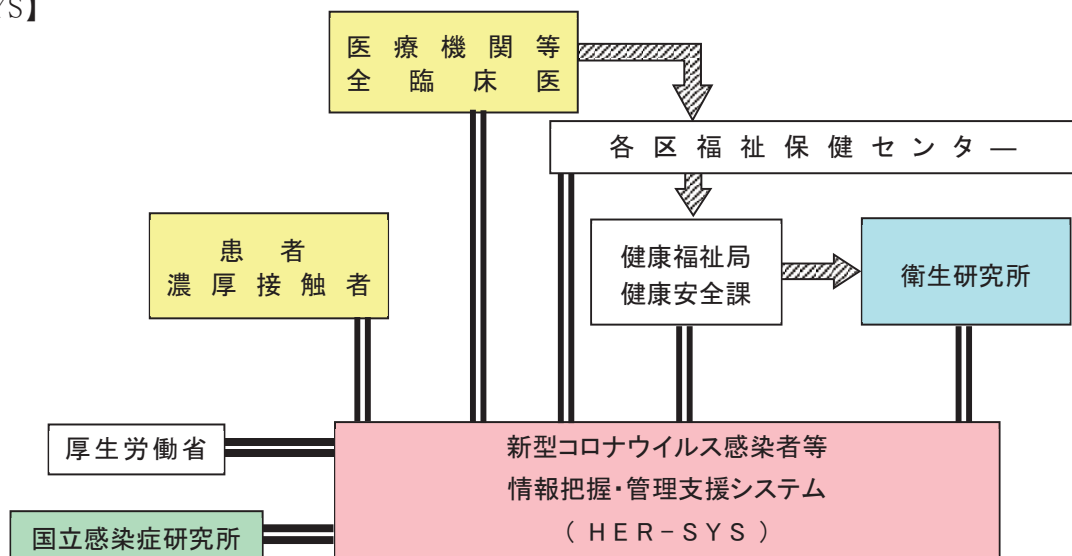 YS】
医療機関等
全臨床医
各区福祉保健センター
患者
濃厚接触者
健康福祉局
健康安全課
衛生研究所
厚生労働省
新型コロナウイルス感染者等
情報把握・管理支援システム
(HER-SYS)
国立感染症研究所